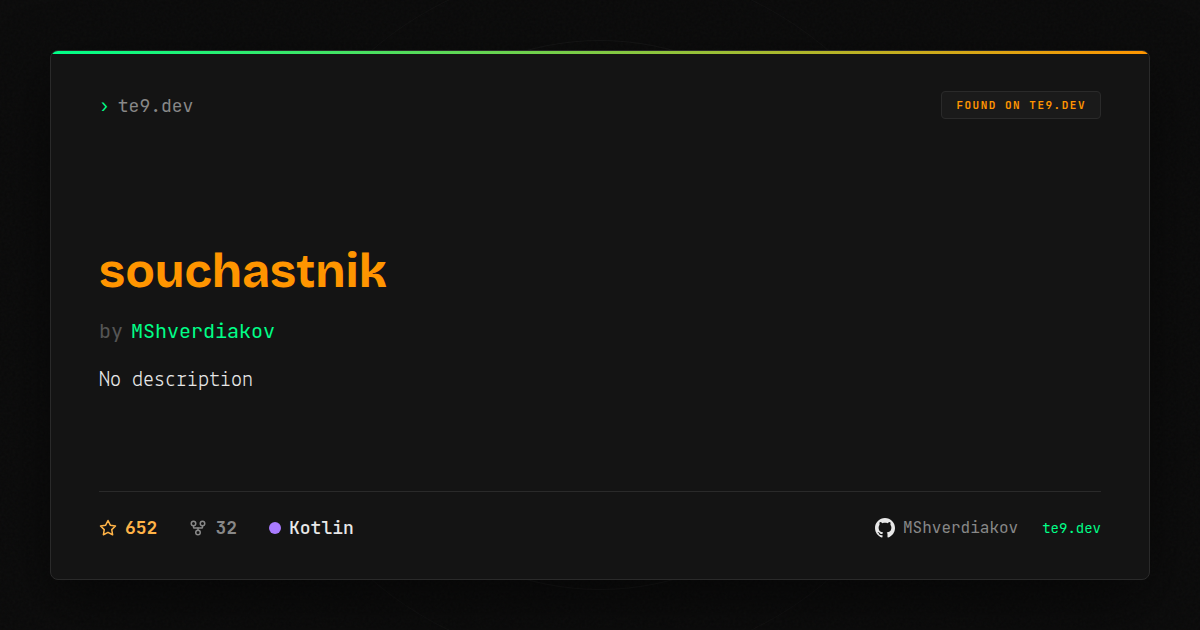 › te9.dev
FOUND ON TE9.DEV
souchastnik
by MShverdiakov
No description
652 32 Kotlin
MShverdiakov te9.dev